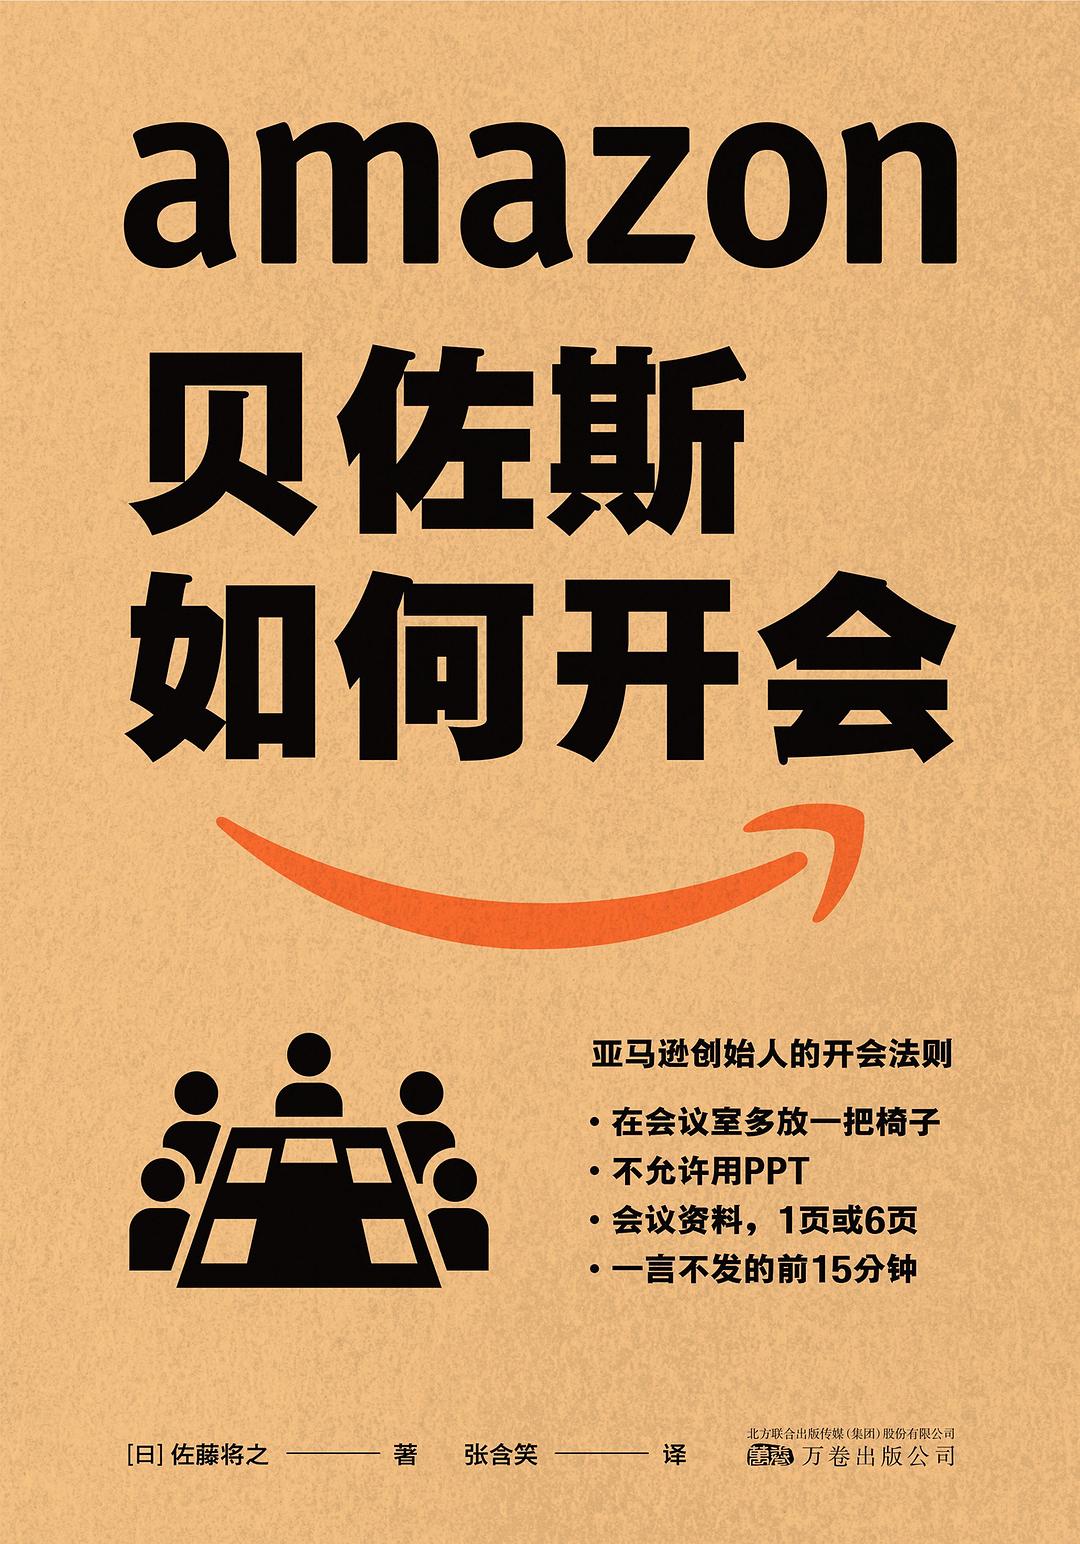 amazon
贝佐斯
如何开会
亚马逊创始人的开会法则
·在会议室多放一把椅子
·不允许用PPT
·会议资料，1页或6页
·一言不发的前15分钟
[日] 佐藤将之 —— 著 张含笑 —— 译
北方联合出版传媒（集团）股份有限公司
萬卷 万卷出版公司